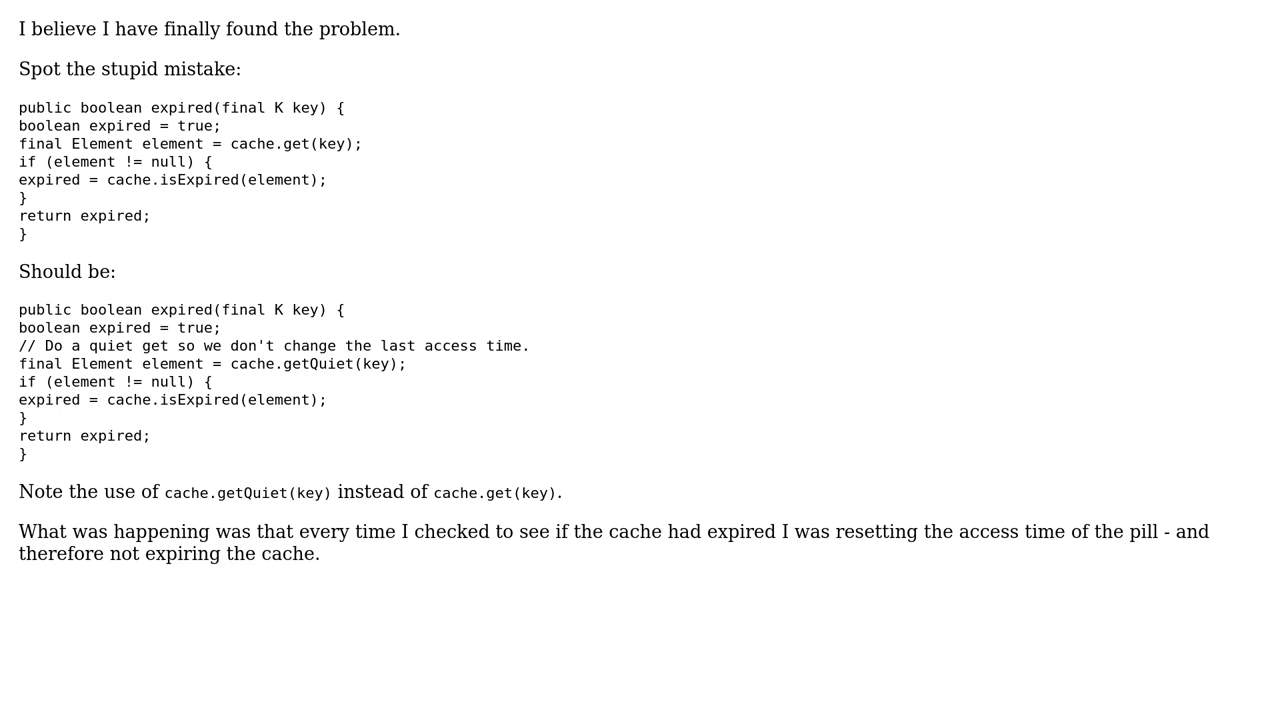 I believe I have finally found the problem.
Spot the stupid mistake:
public boolean expired(final K key) {
boolean expired = true;
final Element element = cache.get(key);
if (element != null) {
expired = cache.isExpired(element);
}
return expired;
}
Should be:
public boolean expired(final K key) {
boolean expired = true;
// Do a quiet get so we don't change the last access time.
final Element element = cache.getQuiet(key);
if (element != null) {
expired = cache.isExpired(element);
}
return expired;
}
Note the use of cache.getQuiet(key) instead of cache.get(key).
What was happening was that every time I checked to see if the cache had expired I was resetting the access time of the pill - and
therefore not expiring the cache.